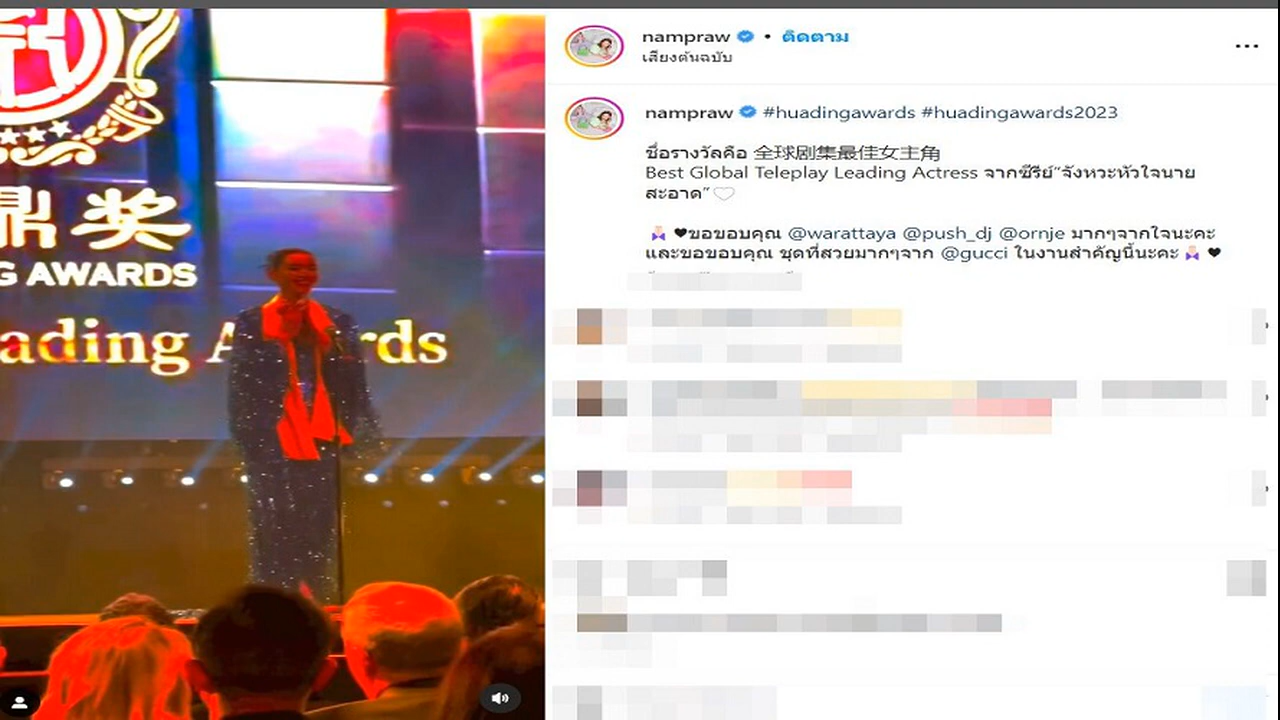 鼎奖
G AWARDS
ading A rds
nampraw • ติดตาม
เสียงต้นฉบับ
nampraw #huadingawards #huadingawards2023
ชื่อรางวัลคือ 全球剧集最佳女主角
Best Global Teleplay Leading Actress จากซีรีย์“จังหวะหัวใจนาย
สะอาด”🤍
🙏🏻❤ขอขอบคุณ @warattaya @push_dj @ornje มากๆจากใจนะคะ
และขอขอบคุณ ชุดที่สวยมากๆจาก @gucci ในงานสำคัญนี้นะคะ🙏🏻 ❤